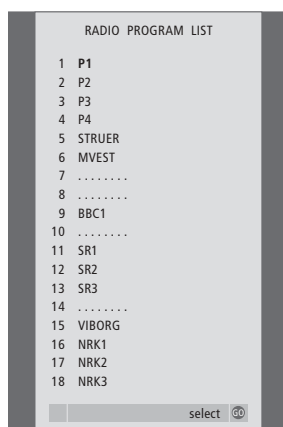 RADIO PROGRAM LIST
1 P1
2 P2
3 P3
4 P4
5 STRUER
6 MVEST
7 ........
8 ........
9 BBC1
10 ........
11 SR1
12 SR2
13 SR3
14 ........
15 VIBORG
16 NRK1
17 NRK2
18 NRK3
select GO